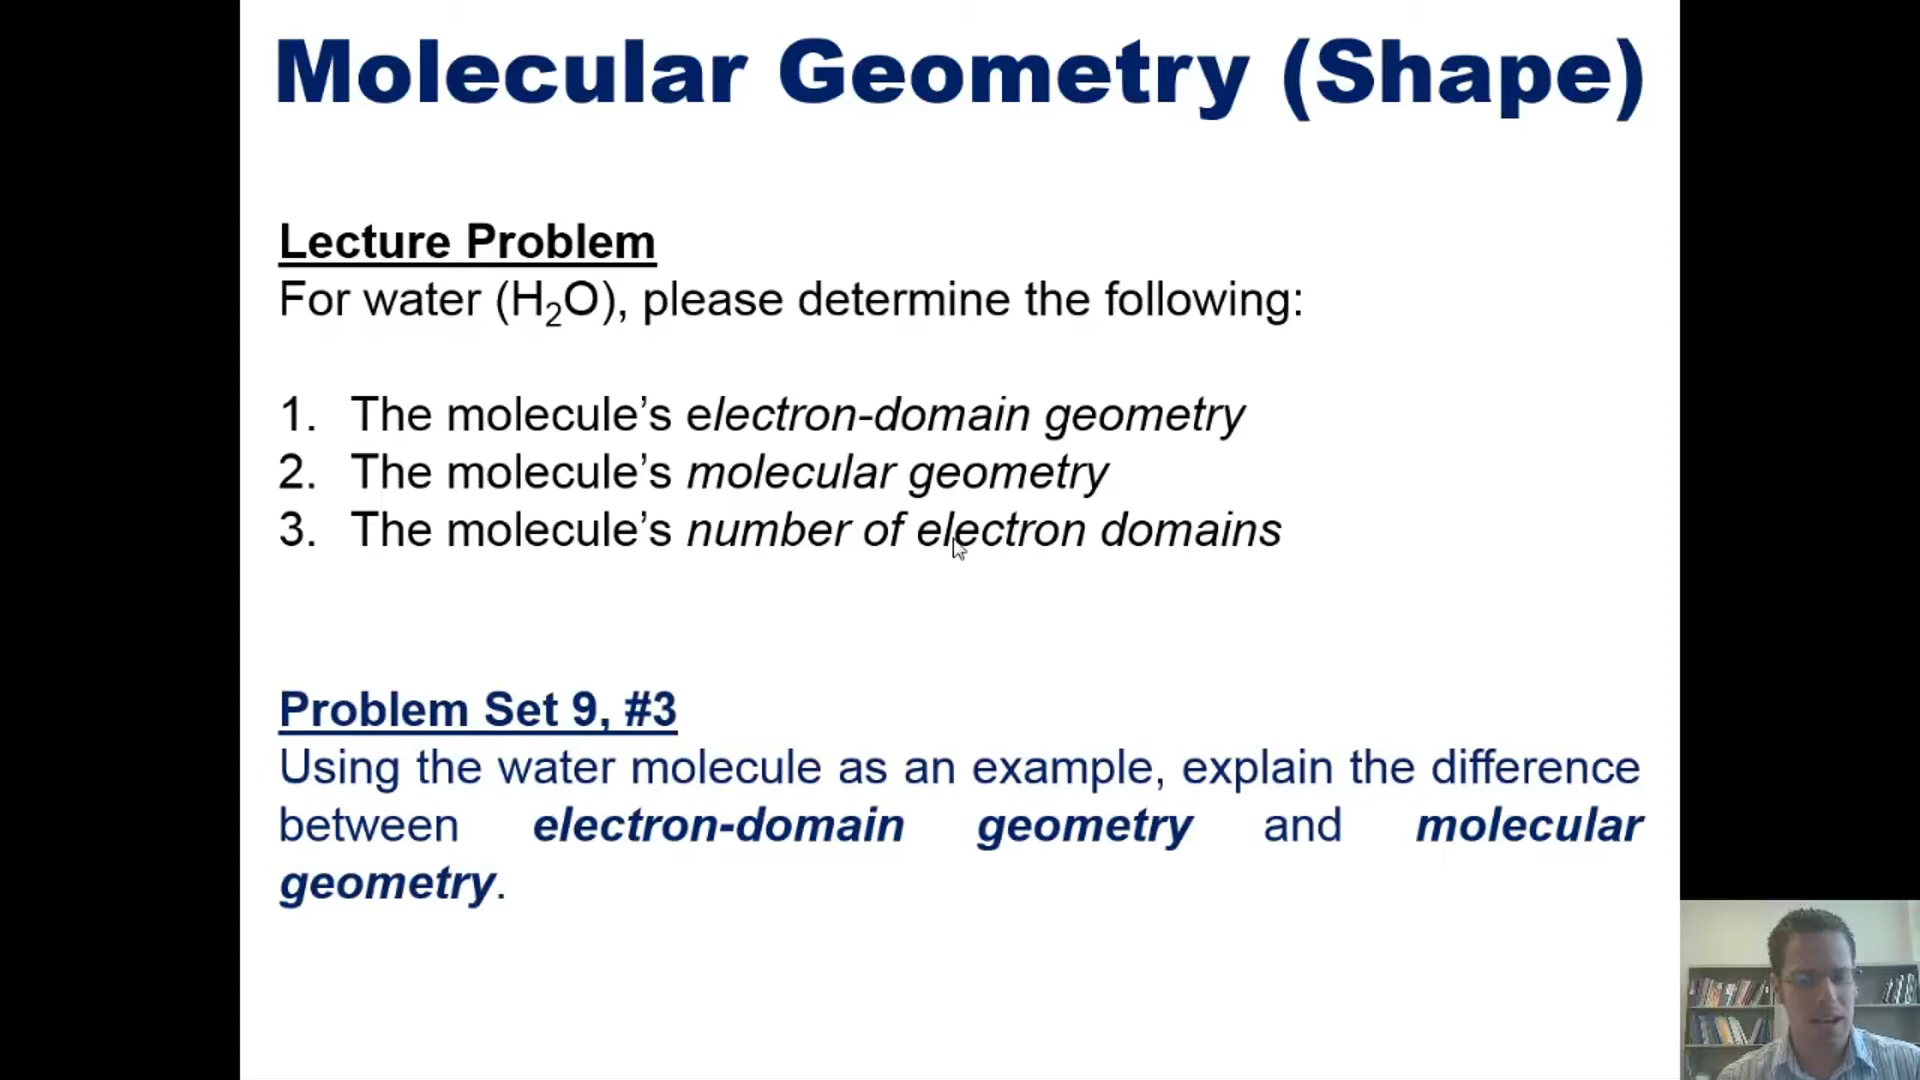 Molecular Geometry (Shape)
Lecture Problem
For water (H₂O), please determine the following:
1. The molecule’s electron-domain geometry
2. The molecule’s molecular geometry
3. The molecule’s number of electron domains
Problem Set 9, #3
Using the water molecule as an example, explain the difference
between electron-domain geometry and molecular
geometry.